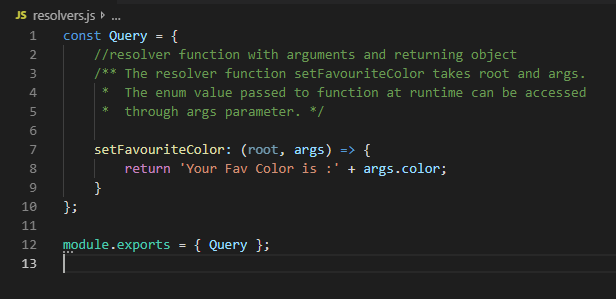 JS resolvers.js > ...
1 const Query = {
2 //resolver function with arguments and returning object
3 /** The resolver function setFavouriteColor takes root and args.
4 * The enum value passed to function at runtime can be accessed
5 * through args parameter. */
6
7 setFavouriteColor: (root, args) => {
8 return 'Your Fav Color is :' + args.color;
9 }
10 };
11
12 module.exports = { Query };
13